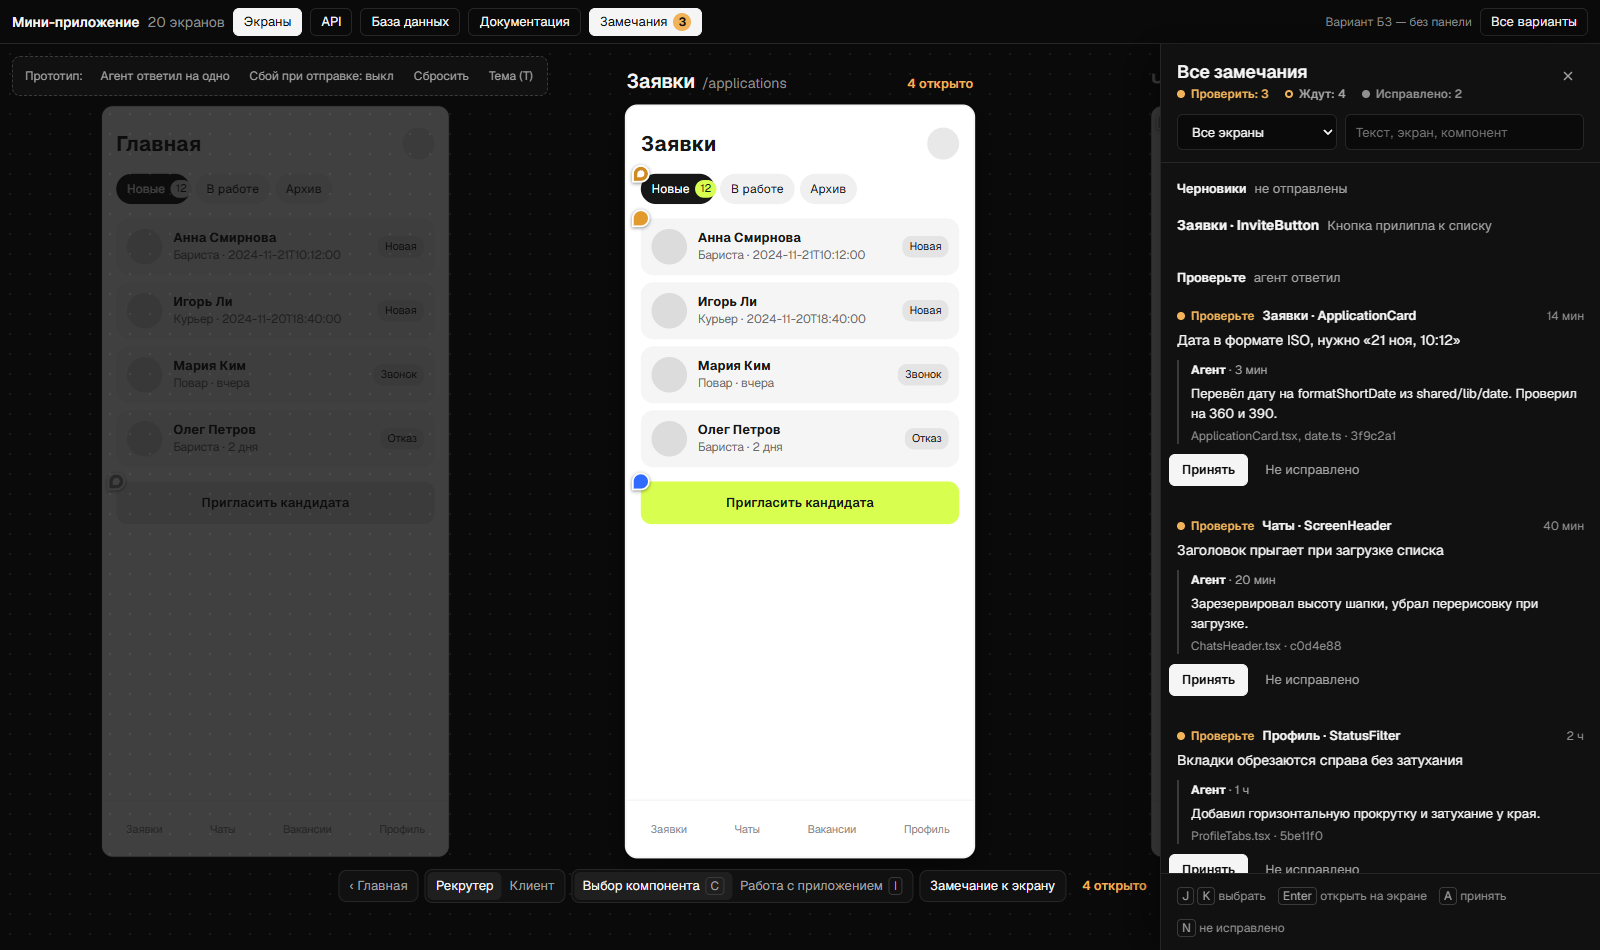 Мини-приложение 20 экранов Экраны API База данных Документация Замечания 3 Вариант Б3 — без панели Все варианты
Прототип: Агент ответил на одно Сбой при отправке: выкл Сбросить Тема (T)
Главная
Новые 12 В работе Архив
Анна Смирнова
Бариста · 2024-11-21T10:12:00
Новая
Игорь Ли
Курьер · 2024-11-20T18:40:00
Новая
Мария Ким
Повар · вчера
Звонок
Олег Петров
Бариста · 2 дня
Отказ
Пригласить кандидата
Заявки Чаты Вакансии Профиль
Заявки /applications 4 открыто
Заявки
Новые 12 В работе Архив
Анна Смирнова
Бариста · 2024-11-21T10:12:00
Новая
Игорь Ли
Курьер · 2024-11-20T18:40:00
Новая
Мария Ким
Повар · вчера
Звонок
Олег Петров
Бариста · 2 дня
Отказ
Пригласить кандидата
Заявки Чаты Вакансии Профиль
‹ Главная Рекрутер Клиент Выбор компонента C Работа с приложением I Замечание к экрану 4 открыто
Все замечания ×
Проверить: 3 Ждут: 4 Исправлено: 2
Все экраны Текст, экран, компонент
Черновики не отправлены
Заявки · InviteButton Кнопка прилипла к списку
Проверьте агент ответил
Проверьте Заявки · ApplicationCard 14 мин
Дата в формате ISO, нужно «21 ноя, 10:12»
Агент · 3 мин
Перевёл дату на formatShortDate из shared/lib/date. Проверил
на 360 и 390.
ApplicationCard.tsx, date.ts · 3f9c2a1
Принять Не исправлено
Проверьте Чаты · ScreenHeader 40 мин
Заголовок прыгает при загрузке списка
Агент · 20 мин
Зарезервировал высоту шапки, убрал перерисовку при
загрузке.
ChatsHeader.tsx · c0d4e88
Принять Не исправлено
Проверьте Профиль · StatusFilter 2 ч
Вкладки обрезаются справа без затухания
Агент · 1 ч
Добавил горизонтальную прокрутку и затухание у края.
ProfileTabs.tsx · 5be11f0
Принять Не исправлено
J K выбрать Enter открыть на экране A принять
N не исправлено